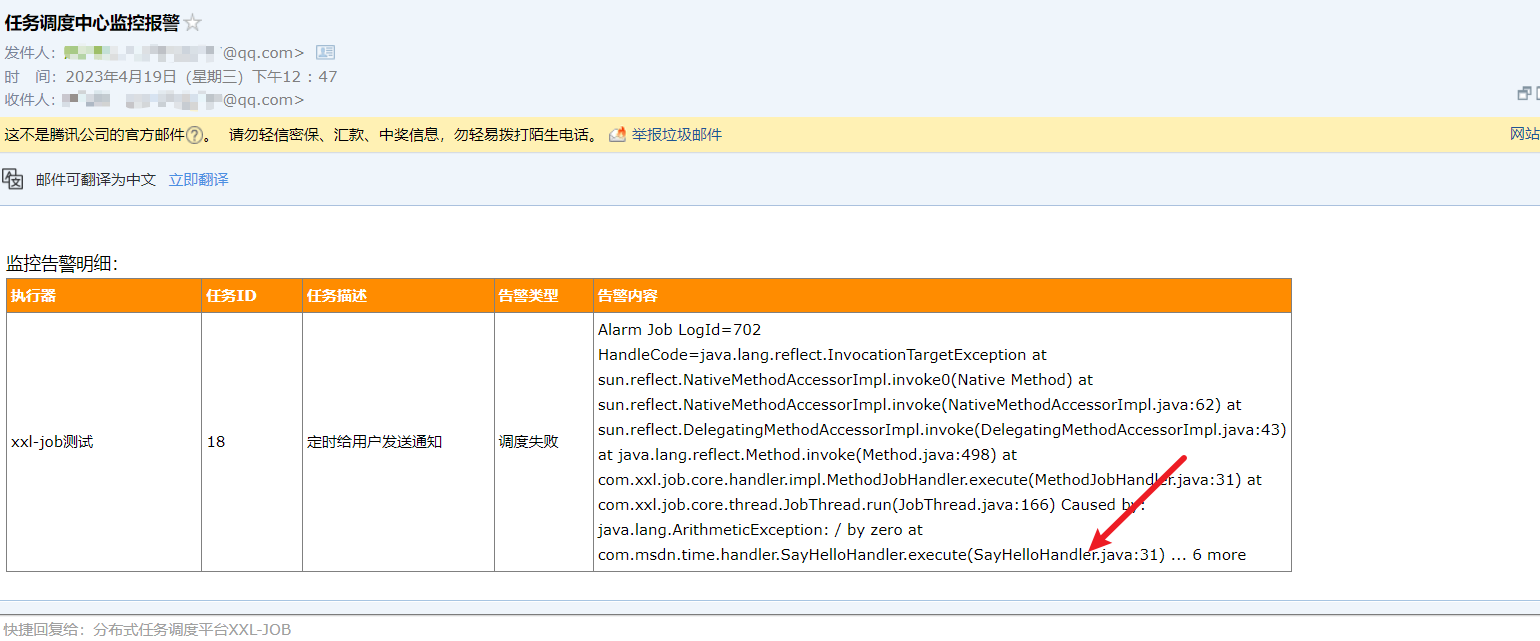 任务调度中心监控报警
发件人： @qq.com>
时 间：2023年4月19日（星期三）下午12：47
收件人： @qq.com>
这不是腾讯公司的官方邮件?。 请勿轻信密保、汇款、中奖信息，勿轻易拨打陌生电话。 举报垃圾邮件 网站
邮件可翻译为中文 立即翻译
监控告警明细：
执行器 任务ID 任务描述 告警类型 告警内容
Alarm Job LogId=702
HandleCode=java.lang.reflect.InvocationTargetException at
sun.reflect.NativeMethodAccessorImpl.invoke0(Native Method) at
sun.reflect.NativeMethodAccessorImpl.invoke(NativeMethodAccessorImpl.java:62) at
sun.reflect.DelegatingMethodAccessorImpl.invoke(DelegatingMethodAccessorImpl.java:43)
xxl-job测试 18 定时给用户发送通知 调度失败
at java.lang.reflect.Method.invoke(Method.java:498) at
com.xxl.job.core.handler.impl.MethodJobHandler.execute(MethodJobHandler.java:31) at
com.xxl.job.core.thread.JobThread.run(JobThread.java:166) Caused by:
java.lang.ArithmeticException: / by zero at
com.msdn.time.handler.SayHelloHandler.execute(SayHelloHandler.java:31) ... 6 more
快捷回复给：分布式任务调度平台XXL-JOB